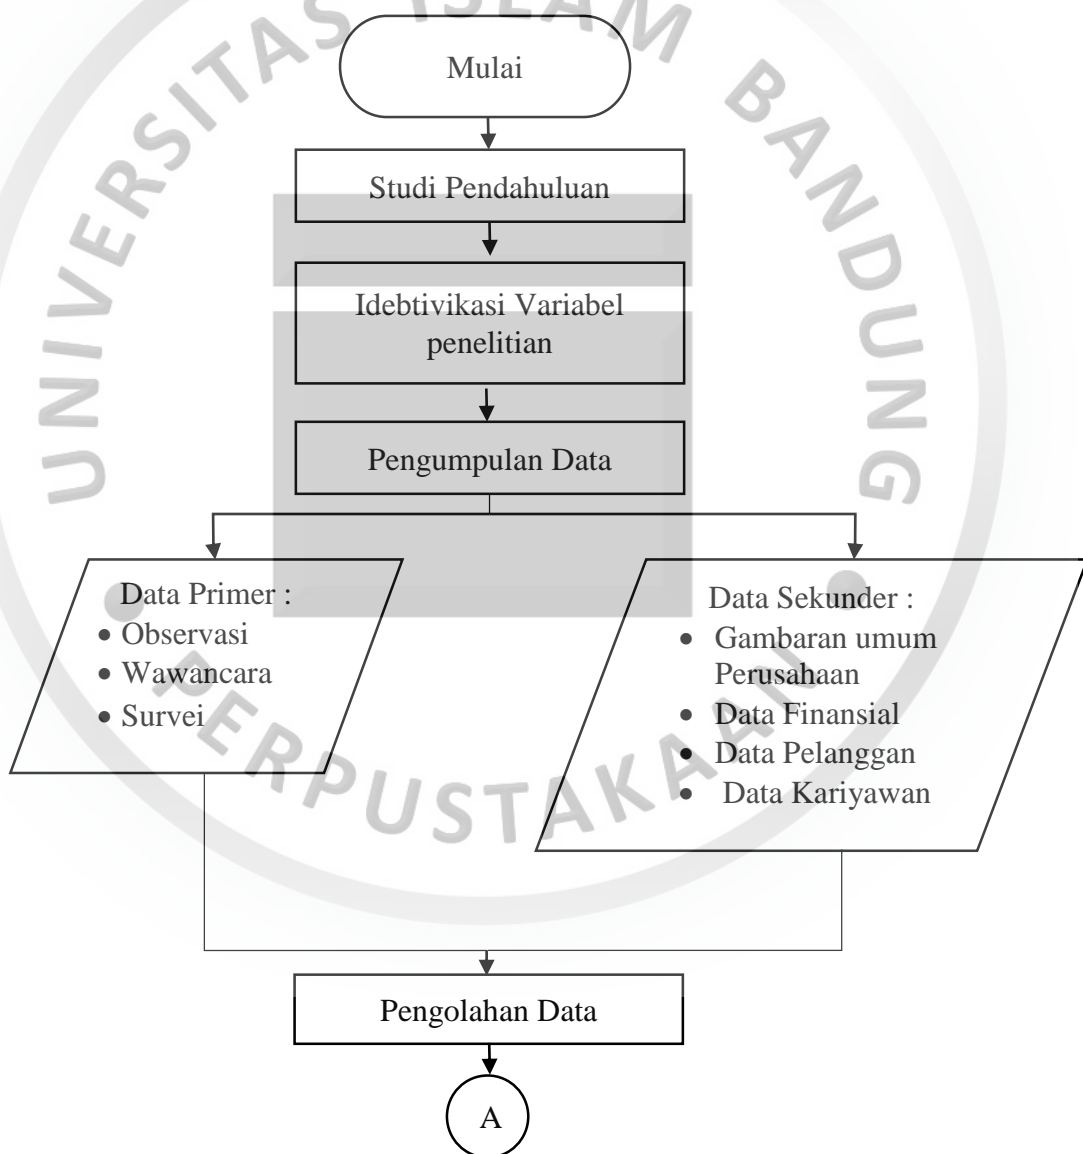 UNIVERSITAS ISLAM BANDUNG
Mulai
Studi Pendahuluan
Idebtivikasi Variabel
penelitian
Pengumpulan Data
Data Primer :
• Observasi
• Wawancara
• Survei
Data Sekunder :
• Gambaran umum
Perusahaan
• Data Finansial
• Data Pelanggan
• Data Kariyawan
PERPUSTAKAAN
Pengolahan Data
A